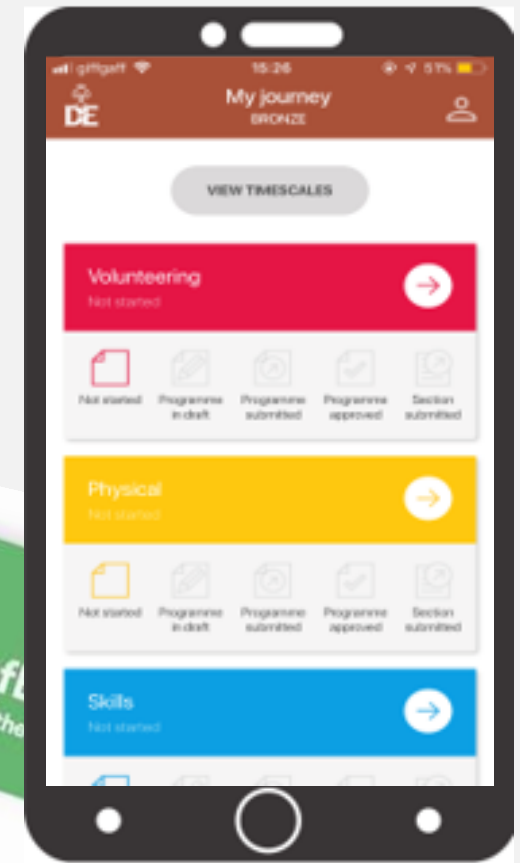 giffgaff 15:26 51%
DE My journey
BRONZE
VIEW TIMESCALES
Volunteering
Not started
Not started Programme in draft Programme submitted Programme approved Section submitted
Physical
Not started
Not started Programme in draft Programme submitted Programme approved Section submitted
Skills
Not started
the